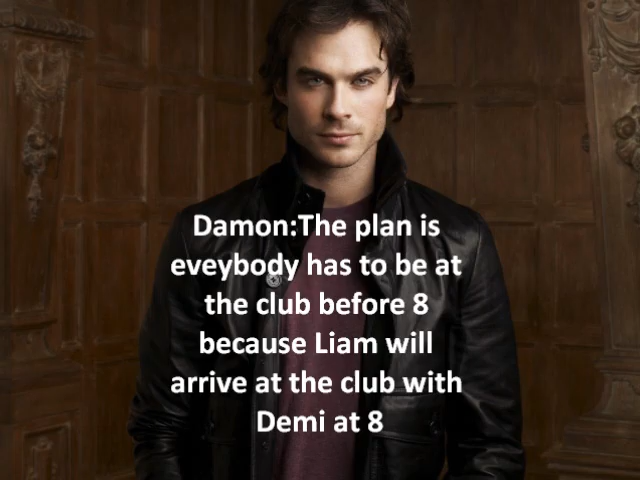 Damon:The plan is
eveybody has to be at
the club before 8
because Liam will
arrive at the club with
Demi at 8